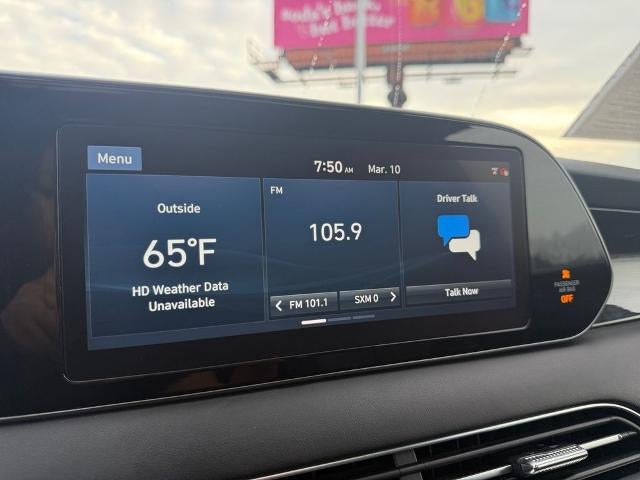 Menu
7:50 AM Mar. 10
Outside
65°F
HD Weather Data
Unavailable
FM
105.9
FM 101.1
SXM 0
Driver Talk
Talk Now
PASSENGER
AIR BAG
OFF